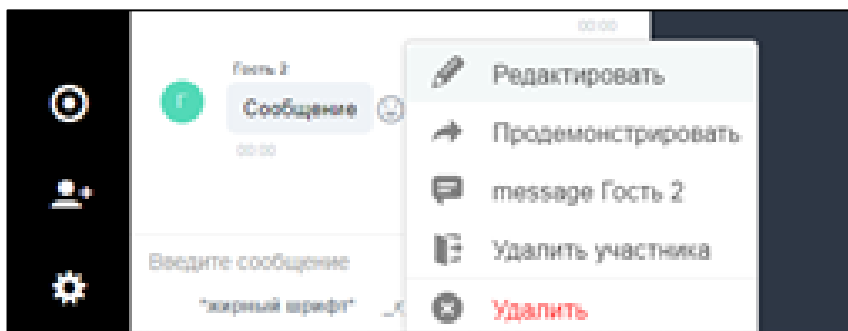 00:00
Гость 2
Г
Сообщение
00:00
Введите сообщение
*жирный шрифт*
Редактировать
Продемонстрировать
message Гость 2
Удалить участника
Удалить